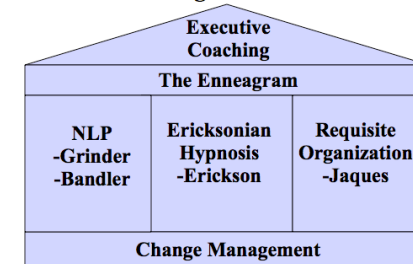 Executive
Coaching
The Enneagram
NLP
-Grinder
-Bandler
Ericksonian
Hypnosis
-Erickson
Requisite
Organization
-Jaques
Change Management